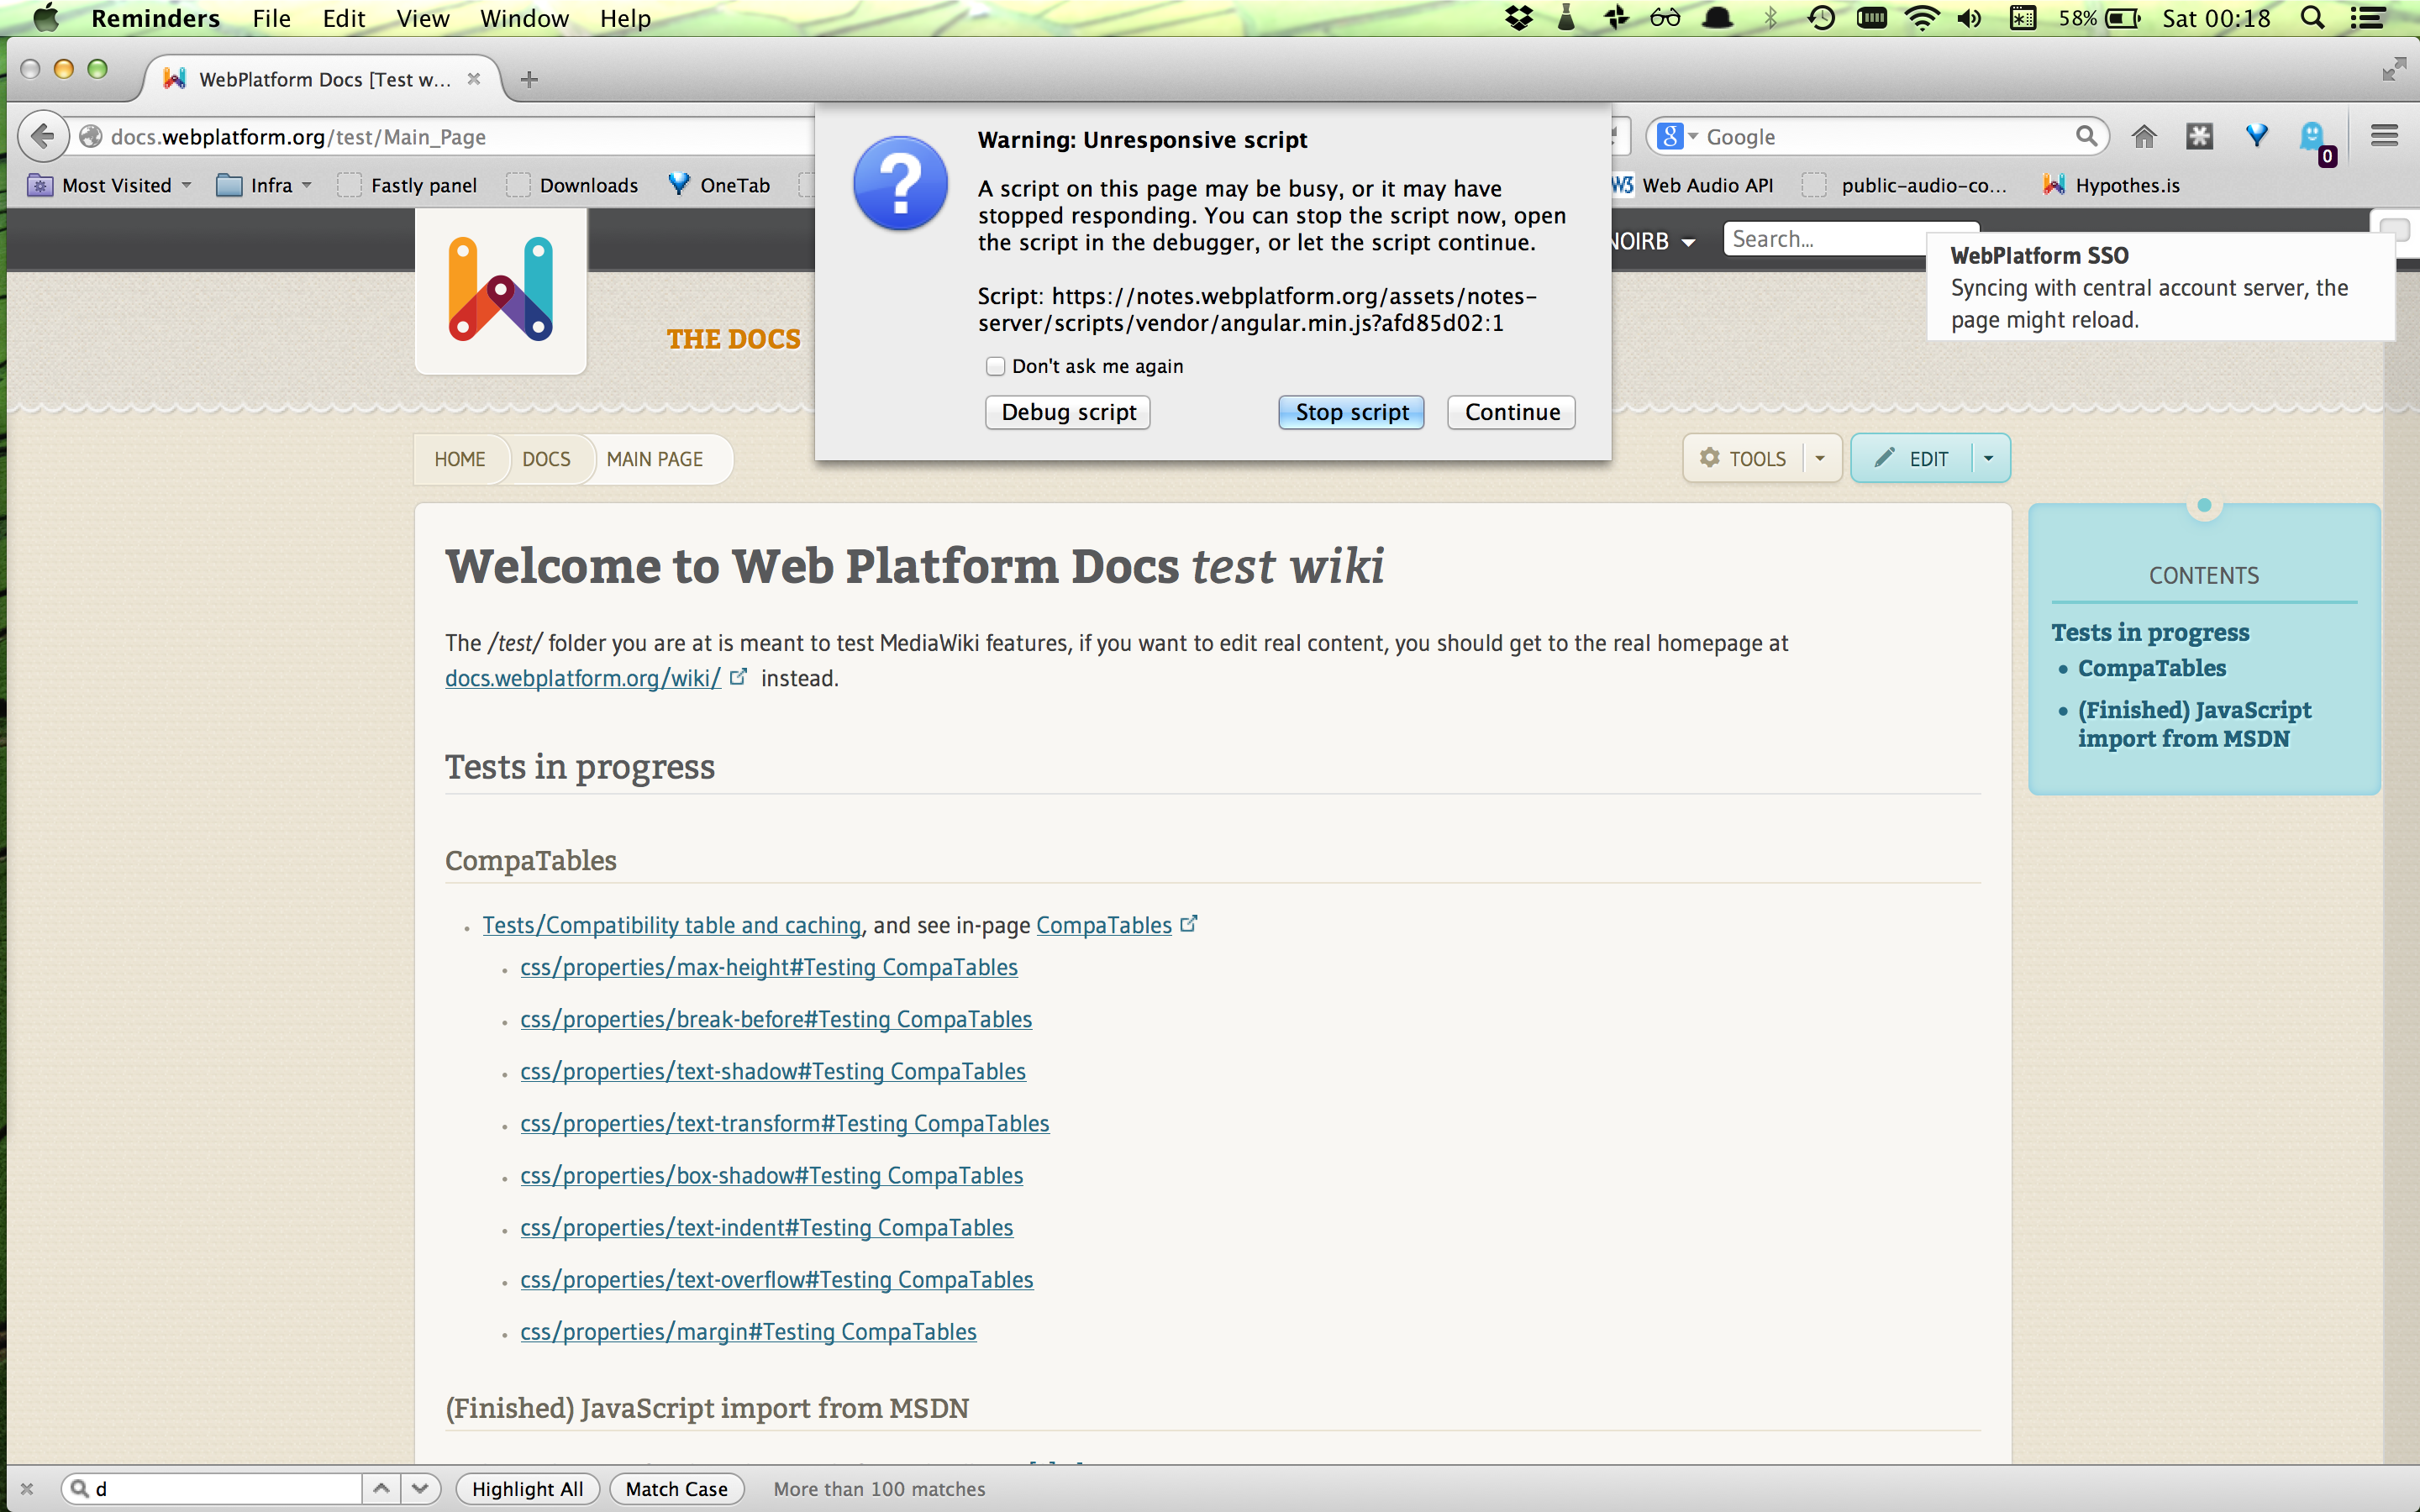 Reminders File Edit View Window Help 58% Sat 00:18
WebPlatform Docs [Test w...
docs.webplatform.org/test/Main_Page
Google
0
Most Visited Infra Fastly panel Downloads OneTab Web Audio API public-audio-co... Hypothes.is
Warning: Unresponsive script
A script on this page may be busy, or it may have
stopped responding. You can stop the script now, open
the script in the debugger, or let the script continue.
Script: https://notes.webplatform.org/assets/notes-
server/scripts/vendor/angular.min.js?afd85d02:1
Don't ask me again
Debug script Stop script Continue
Search...
WebPlatform SSO
Syncing with central account server, the
page might reload.
THE DOCS
HOME DOCS MAIN PAGE
TOOLS EDIT
Welcome to Web Platform Docs test wiki
The /test/ folder you are at is meant to test MediaWiki features, if you want to edit real content, you should get to the real homepage at
docs.webplatform.org/wiki/ instead.
Tests in progress
CompaTables
Tests/Compatibility table and caching, and see in-page CompaTables
css/properties/max-height#Testing CompaTables
css/properties/break-before#Testing CompaTables
css/properties/text-shadow#Testing CompaTables
css/properties/text-transform#Testing CompaTables
css/properties/box-shadow#Testing CompaTables
css/properties/text-indent#Testing CompaTables
css/properties/text-overflow#Testing CompaTables
css/properties/margin#Testing CompaTables
(Finished) JavaScript import from MSDN
CONTENTS
Tests in progress
CompaTables
(Finished) JavaScript
import from MSDN
d
Highlight All Match Case More than 100 matches